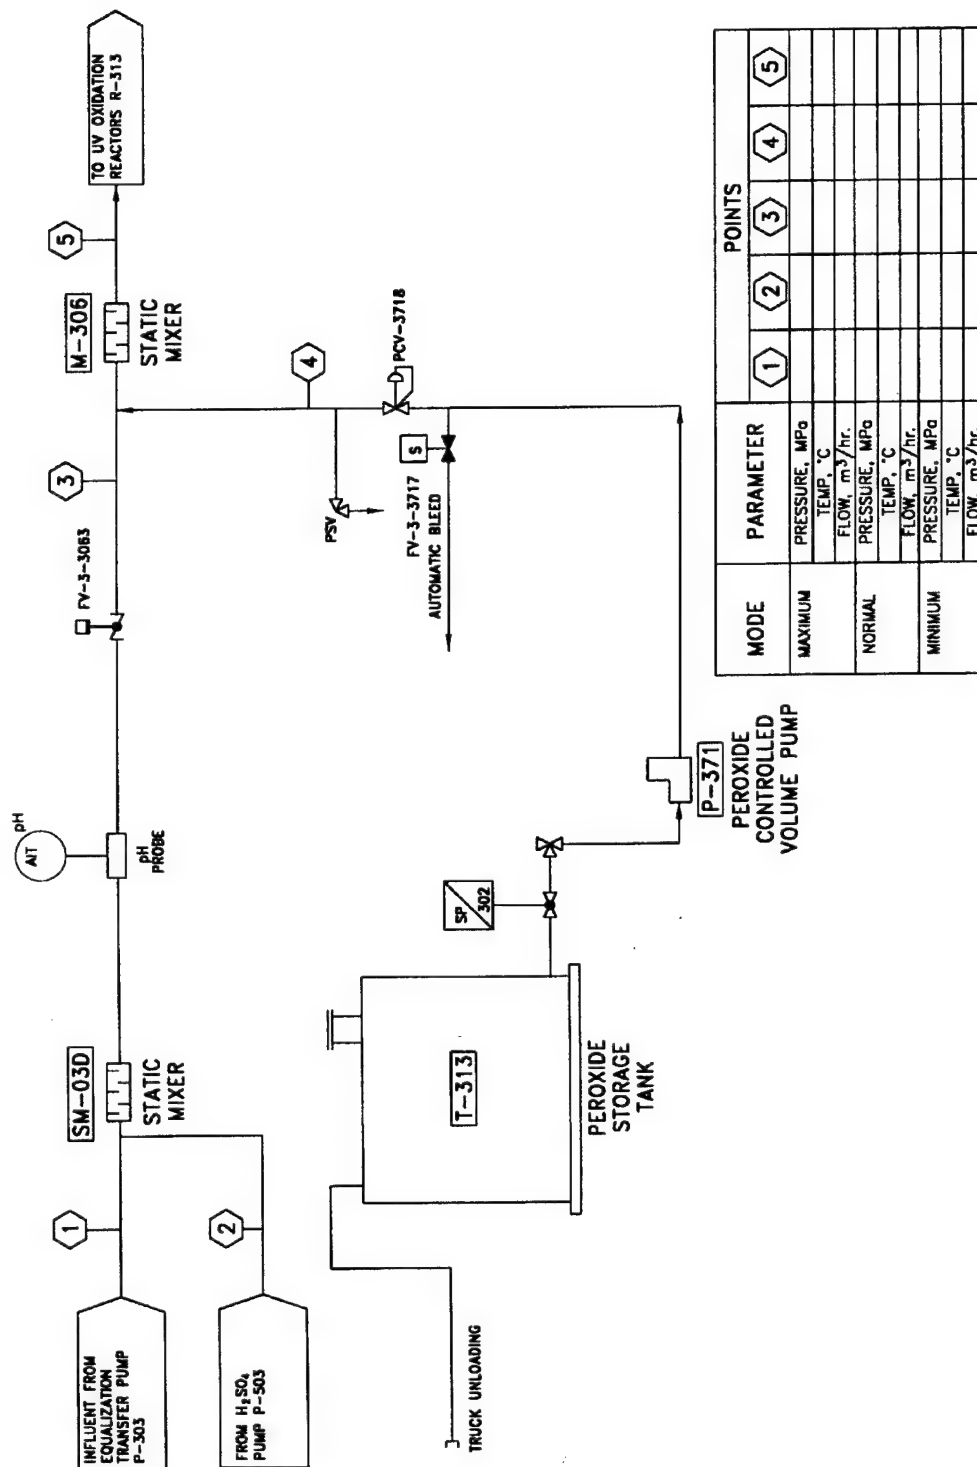 INFLUENT FROM
EQUALIZATION
TRANSFER PUMP
P-303
1
FROM H₂SO₄
PUMP P-503
2
SM-03D
STATIC
MIXER
AIT
pH
pH
PROBE
FV-3-3063
3
M-306
STATIC
MIXER
5
TO UV OXIDATION
REACTORS R-313
4
PCV-3718
PSV
S
FV-3-3717
AUTOMATIC BLEED
TRUCK UNLOADING
T-313
PEROXIDE
STORAGE
TANK
SP
302
P-371
PEROXIDE
CONTROLLED
VOLUME PUMP
MODE PARAMETER POINTS
1 2 3 4 5
MAXIMUM PRESSURE, MPa
TEMP, °C
FLOW, m³/hr.
NORMAL PRESSURE, MPa
TEMP, °C
FLOW, m³/hr.
MINIMUM PRESSURE, MPa
TEMP, °C
FLOW, m³/hr.